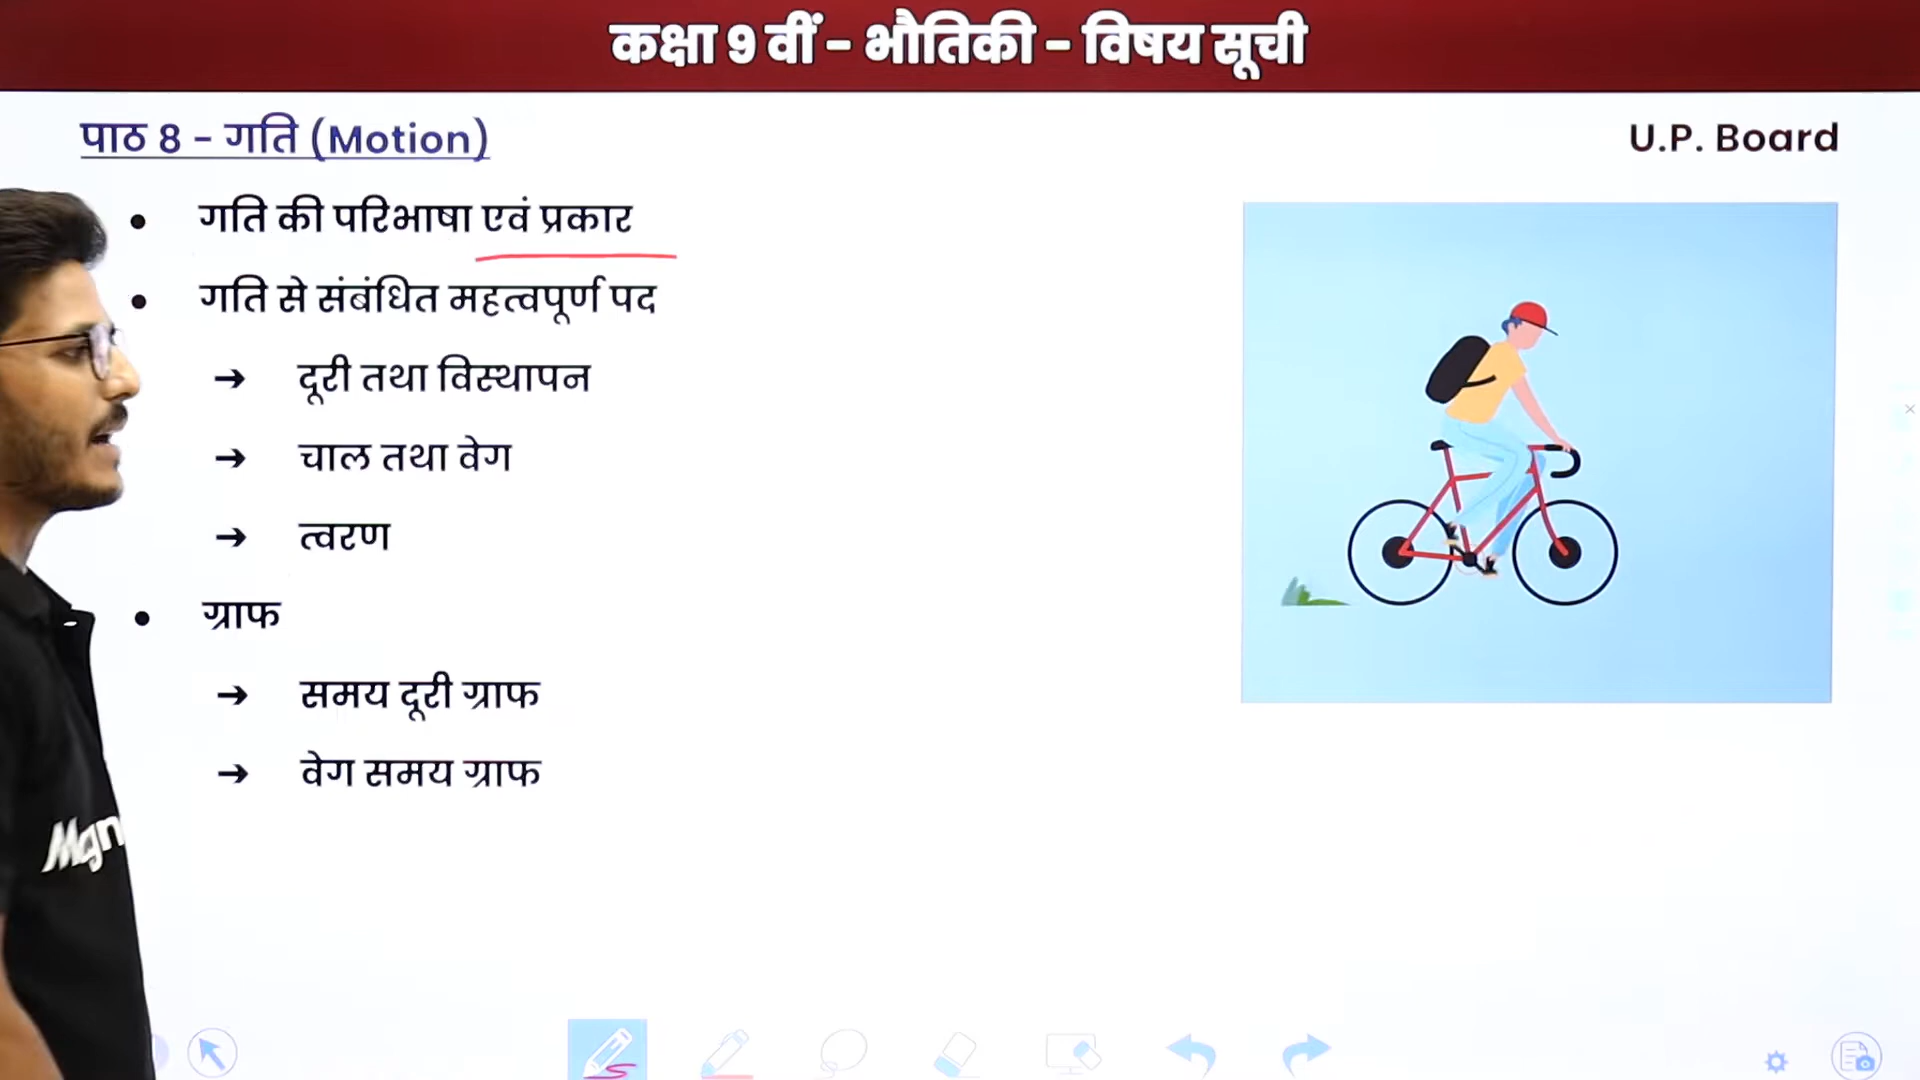 कक्षा 9 वीं - भौतिकी - विषय सूची
पाठ 8 - गति (Motion)
U.P. Board
• गति की परिभाषा एवं प्रकार
• गति से संबंधित महत्वपूर्ण पद
→ दूरी तथा विस्थापन
→ चाल तथा वेग
→ त्वरण
• ग्राफ
→ समय दूरी ग्राफ
→ वेग समय ग्राफ